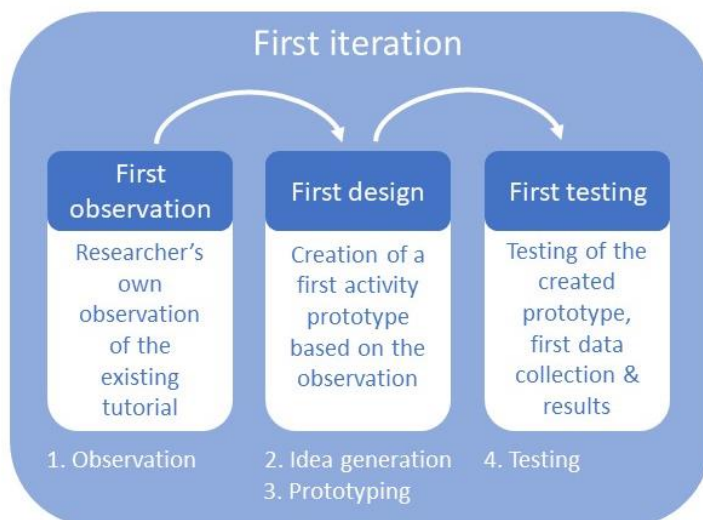 First iteration
First
observation
Researcher's
own
observation
of the
existing
tutorial
1. Observation
First design
Creation of a
first activity
prototype
based on the
observation
2. Idea generation
3. Prototyping
First testing
Testing of the
created
prototype,
first data
collection &
results
4. Testing